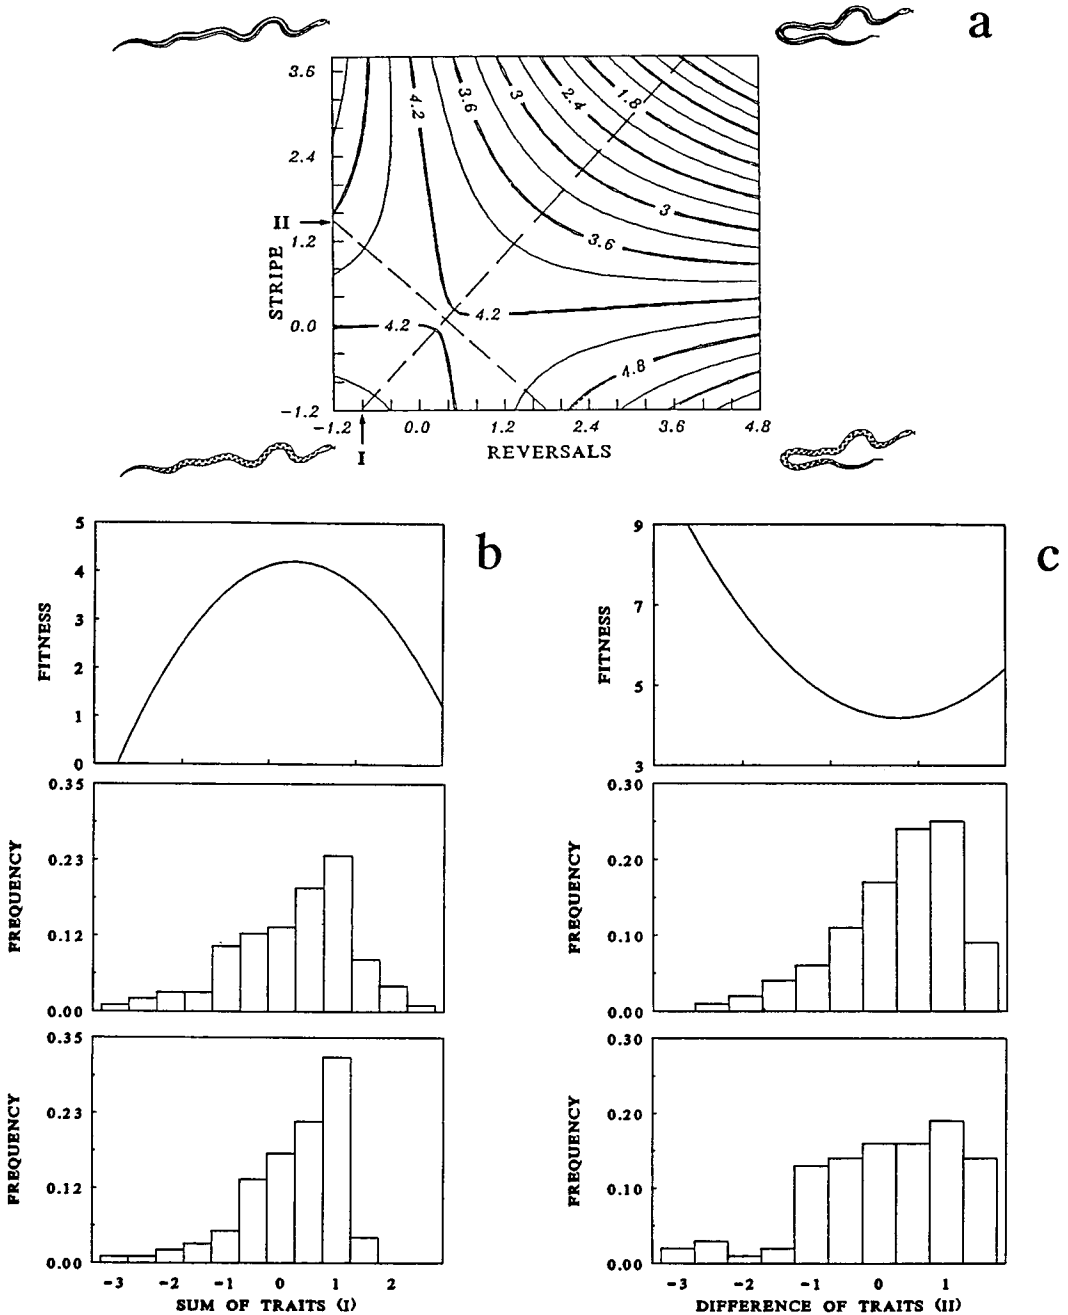 a
3.6
2.4
1.2
0.0
−1.2
STRIPE
II
4.2
3.6
3
2.4
1.8
3
3.6
4.2
4.2
4.8
−1.2
0.0
1.2
2.4
3.6
4.8
I
REVERSALS
b
5
4
3
2
1
0
FITNESS
c
9
7
5
3
FITNESS
0.35
0.23
0.12
0.00
FREQUENCY
0.30
0.20
0.10
0.00
FREQUENCY
0.35
0.23
0.12
0.00
FREQUENCY
-3 -2 -1 0 1 2
SUM OF TRAITS (I)
0.30
0.20
0.10
0.00
FREQUENCY
-3 -2 -1 0 1
DIFFERENCE OF TRAITS (II)